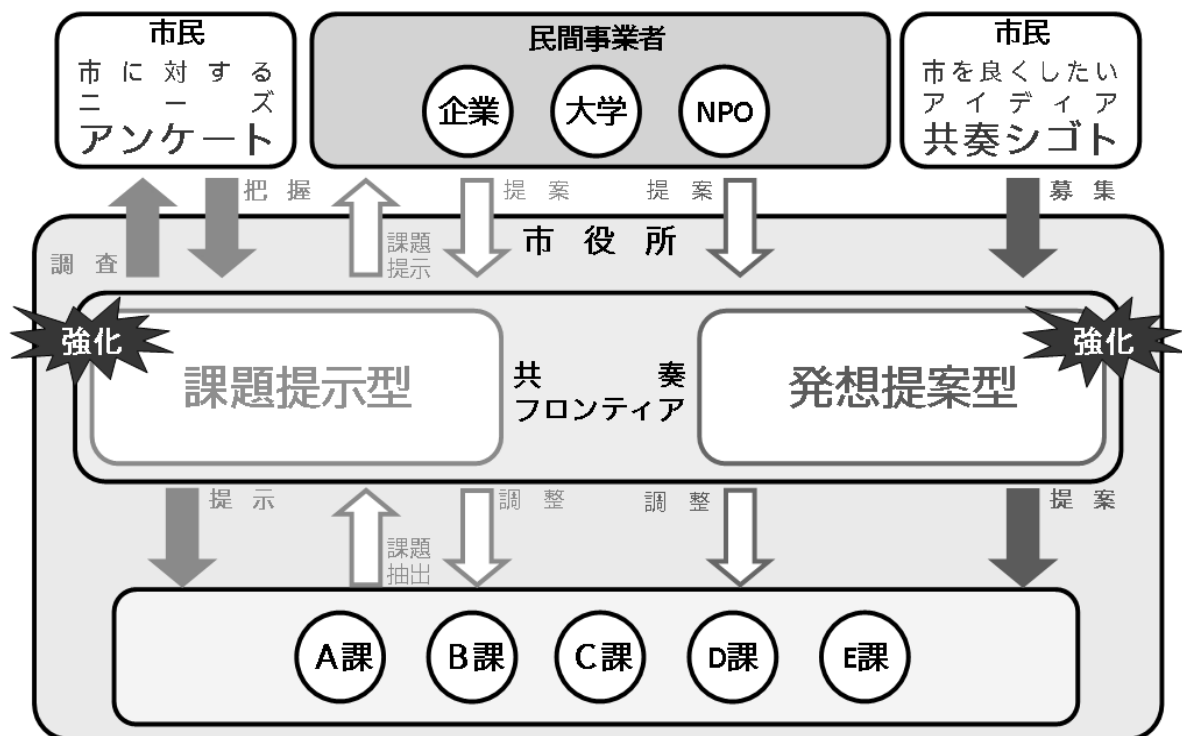 市民
市に対する
ニーズ
アンケート
民間事業者
企業
大学
NPO
市民
市を良くしたい
アイディア
共奏シゴト
調査
把握
課題
提示
提案
提案
募集
市役所
強化
課題提示型
共奏
フロンティア
発想提案型
強化
提示
課題
抽出
調整
調整
提案
A課
B課
C課
D課
E課